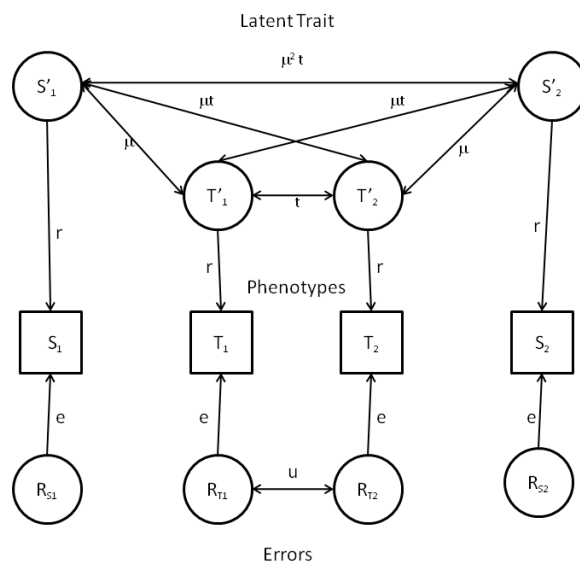 Latent Trait
μ² t
S'₁
S'₂
μt
μt
μ
μ
T'₁
t
T'₂
r
r
r
r
Phenotypes
S₁
T₁
T₂
S₂
e
e
e
e
u
R_S1
R_T1
R_T2
R_S2
Errors